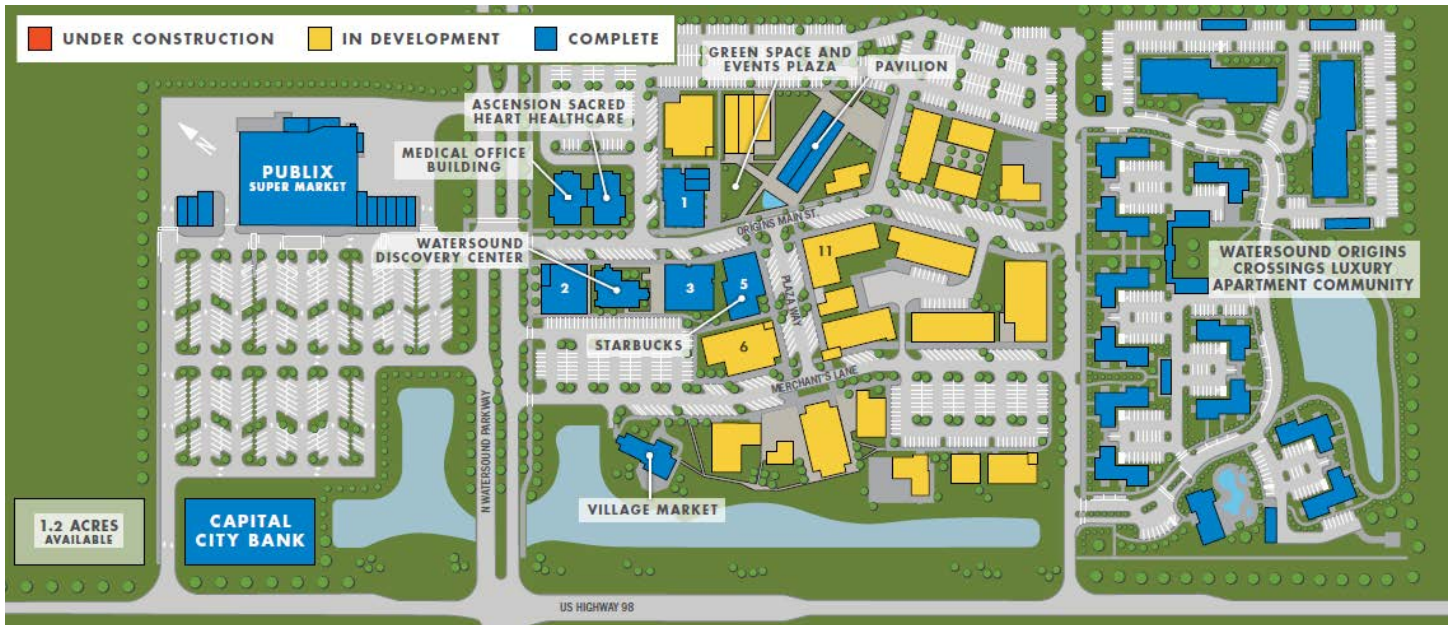 UNDER CONSTRUCTION
IN DEVELOPMENT
COMPLETE
GREEN SPACE AND
EVENTS PLAZA
PAVILION
ASCENSION SACRED
HEART HEALTHCARE
MEDICAL OFFICE
BUILDING
N
PUBLIX
SUPER MARKET
1
ORIGINS MAIN ST.
WATERSOUND
DISCOVERY CENTER
11
WATERSOUND ORIGINS
CROSSINGS LUXURY
APARTMENT COMMUNITY
2
3
5
PLAZA WAY
STARBUCKS
6
MERCHANT'S LANE
N WATERSOUND PARKWAY
VILLAGE MARKET
1.2 ACRES
AVAILABLE
CAPITAL
CITY BANK
US HIGHWAY 98